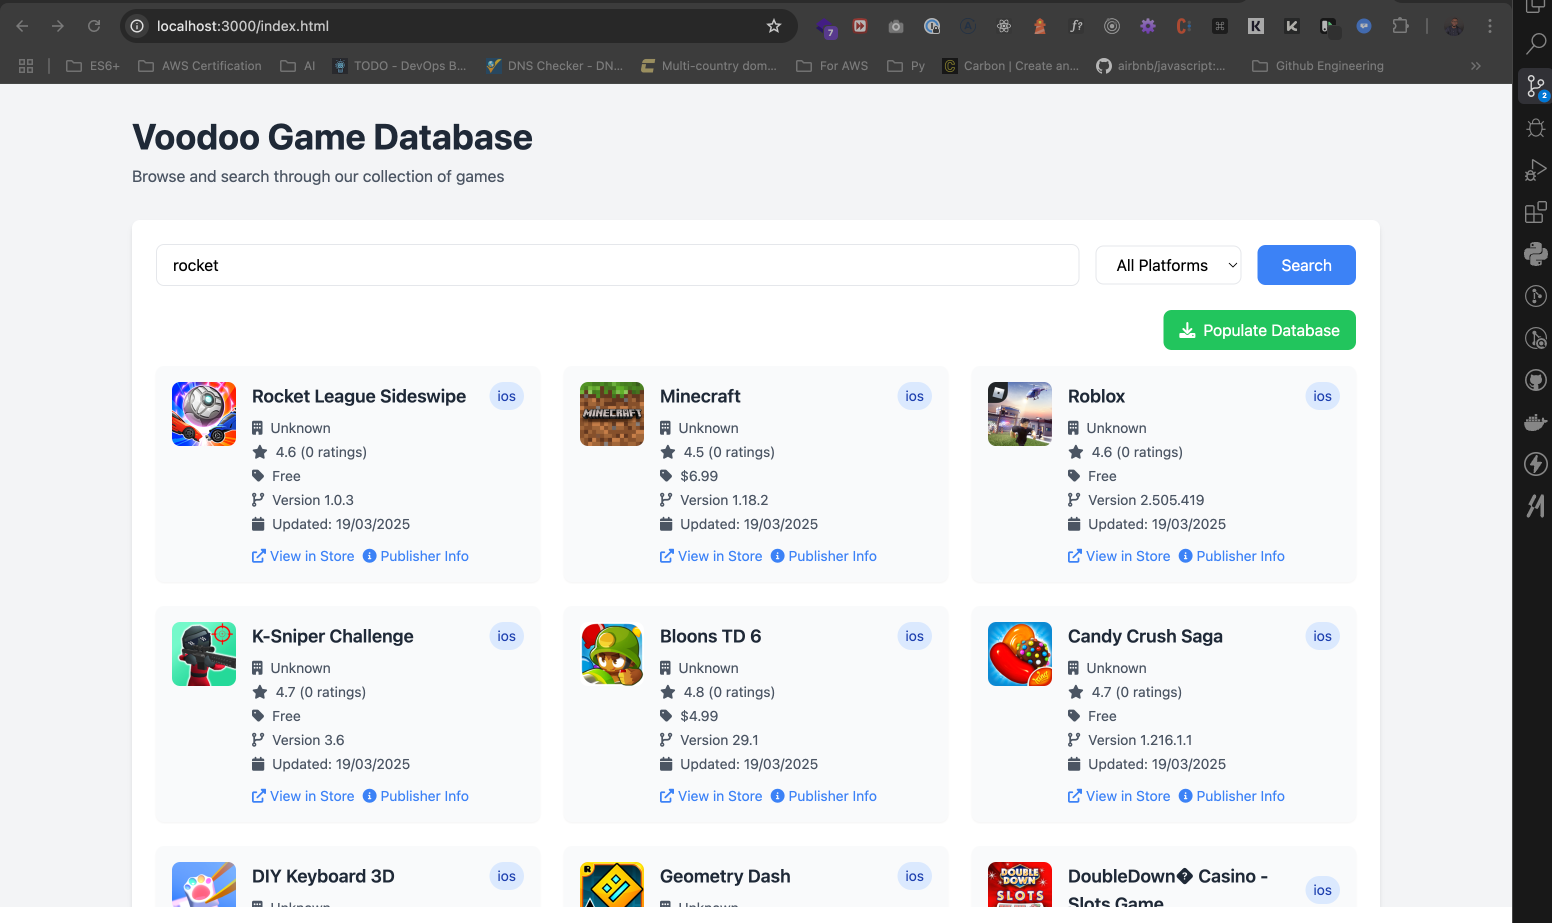 localhost:3000/index.html
7
ES6+
AWS Certification
AI
TODO - DevOps B...
DNS Checker - DN...
Multi-country dom...
For AWS
Py
Carbon | Create an...
airbnb/javascript:...
Github Engineering
2
Voodoo Game Database
Browse and search through our collection of games
rocket
All Platforms
Search
Populate Database
Rocket League Sideswipe
ios
Unknown
4.6 (0 ratings)
Free
Version 1.0.3
Updated: 19/03/2025
View in Store Publisher Info
MINECRAFT
Minecraft
ios
Unknown
4.5 (0 ratings)
$6.99
Version 1.18.2
Updated: 19/03/2025
View in Store Publisher Info
Roblox
ios
Unknown
4.6 (0 ratings)
Free
Version 2.505.419
Updated: 19/03/2025
View in Store Publisher Info
K-Sniper Challenge
ios
Unknown
4.7 (0 ratings)
Free
Version 3.6
Updated: 19/03/2025
View in Store Publisher Info
Bloons TD 6
ios
Unknown
4.8 (0 ratings)
$4.99
Version 29.1
Updated: 19/03/2025
View in Store Publisher Info
Candy Crush Saga
ios
Unknown
4.7 (0 ratings)
Free
Version 1.216.1.1
Updated: 19/03/2025
View in Store Publisher Info
DIY Keyboard 3D
ios
Geometry Dash
ios
DOUBLE
DOWN
SLOTS
DoubleDown� Casino -
Slots Game
ios